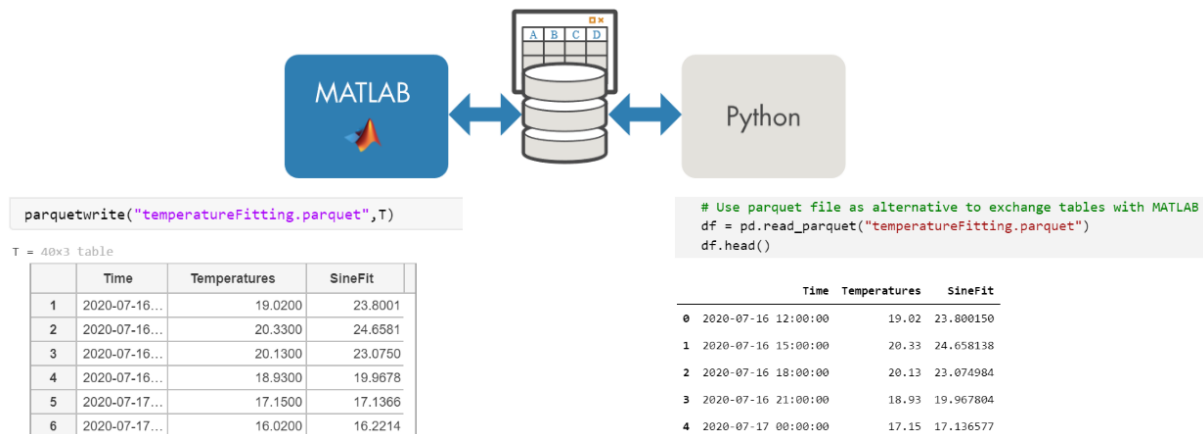 A B C D
MATLAB
Python
parquetwrite("temperatureFitting.parquet",T)
T = 40x3 table
Time Temperatures SineFit
1 2020-07-16... 19.0200 23.8001
2 2020-07-16... 20.3300 24.6581
3 2020-07-16... 20.1300 23.0750
4 2020-07-16... 18.9300 19.9678
5 2020-07-17... 17.1500 17.1366
6 2020-07-17... 16.0200 16.2214
# Use parquet file as alternative to exchange tables with MATLAB
df = pd.read_parquet("temperatureFitting.parquet")
df.head()
Time Temperatures SineFit
0 2020-07-16 12:00:00 19.02 23.800150
1 2020-07-16 15:00:00 20.33 24.658138
2 2020-07-16 18:00:00 20.13 23.074984
3 2020-07-16 21:00:00 18.93 19.967804
4 2020-07-17 00:00:00 17.15 17.136577